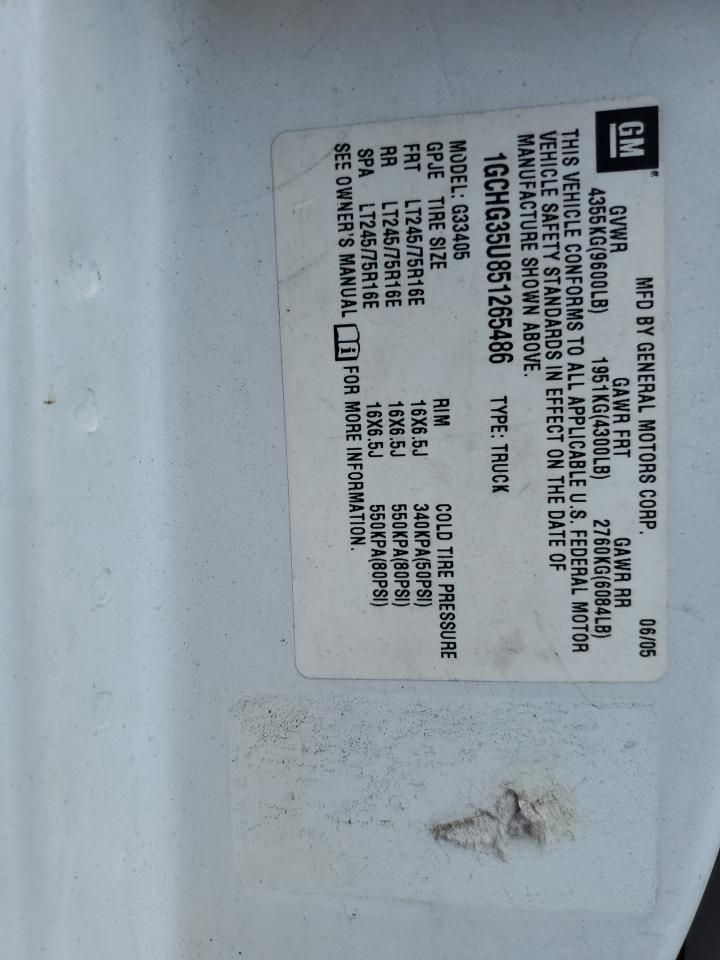 GM®
MFD BY GENERAL MOTORS CORP. 06/05
GVWR GAWR FRT GAWR RR
4355KG(9600LB) 1951KG(4300LB) 2760KG(6084LB)
THIS VEHICLE CONFORMS TO ALL APPLICABLE U.S. FEDERAL MOTOR
VEHICLE SAFETY STANDARDS IN EFFECT ON THE DATE OF
MANUFACTURE SHOWN ABOVE.
1GCHG35U851265486 TYPE: TRUCK
MODEL: G33405
GPJE TIRE SIZE RIM COLD TIRE PRESSURE
FRT LT245/75R16E 16X6.5J 340KPA(50PSI)
RR LT245/75R16E 16X6.5J 550KPA(80PSI)
SPA LT245/75R16E 16X6.5J 550KPA(80PSI)
SEE OWNER'S MANUAL i FOR MORE INFORMATION.